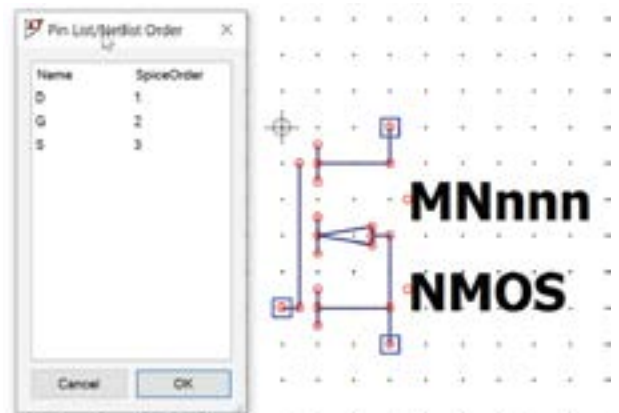 Pin List/Netlist Order
Name SpiceOrder
D 1
G 2
S 3
Cancel OK
MNnnn
NMOS